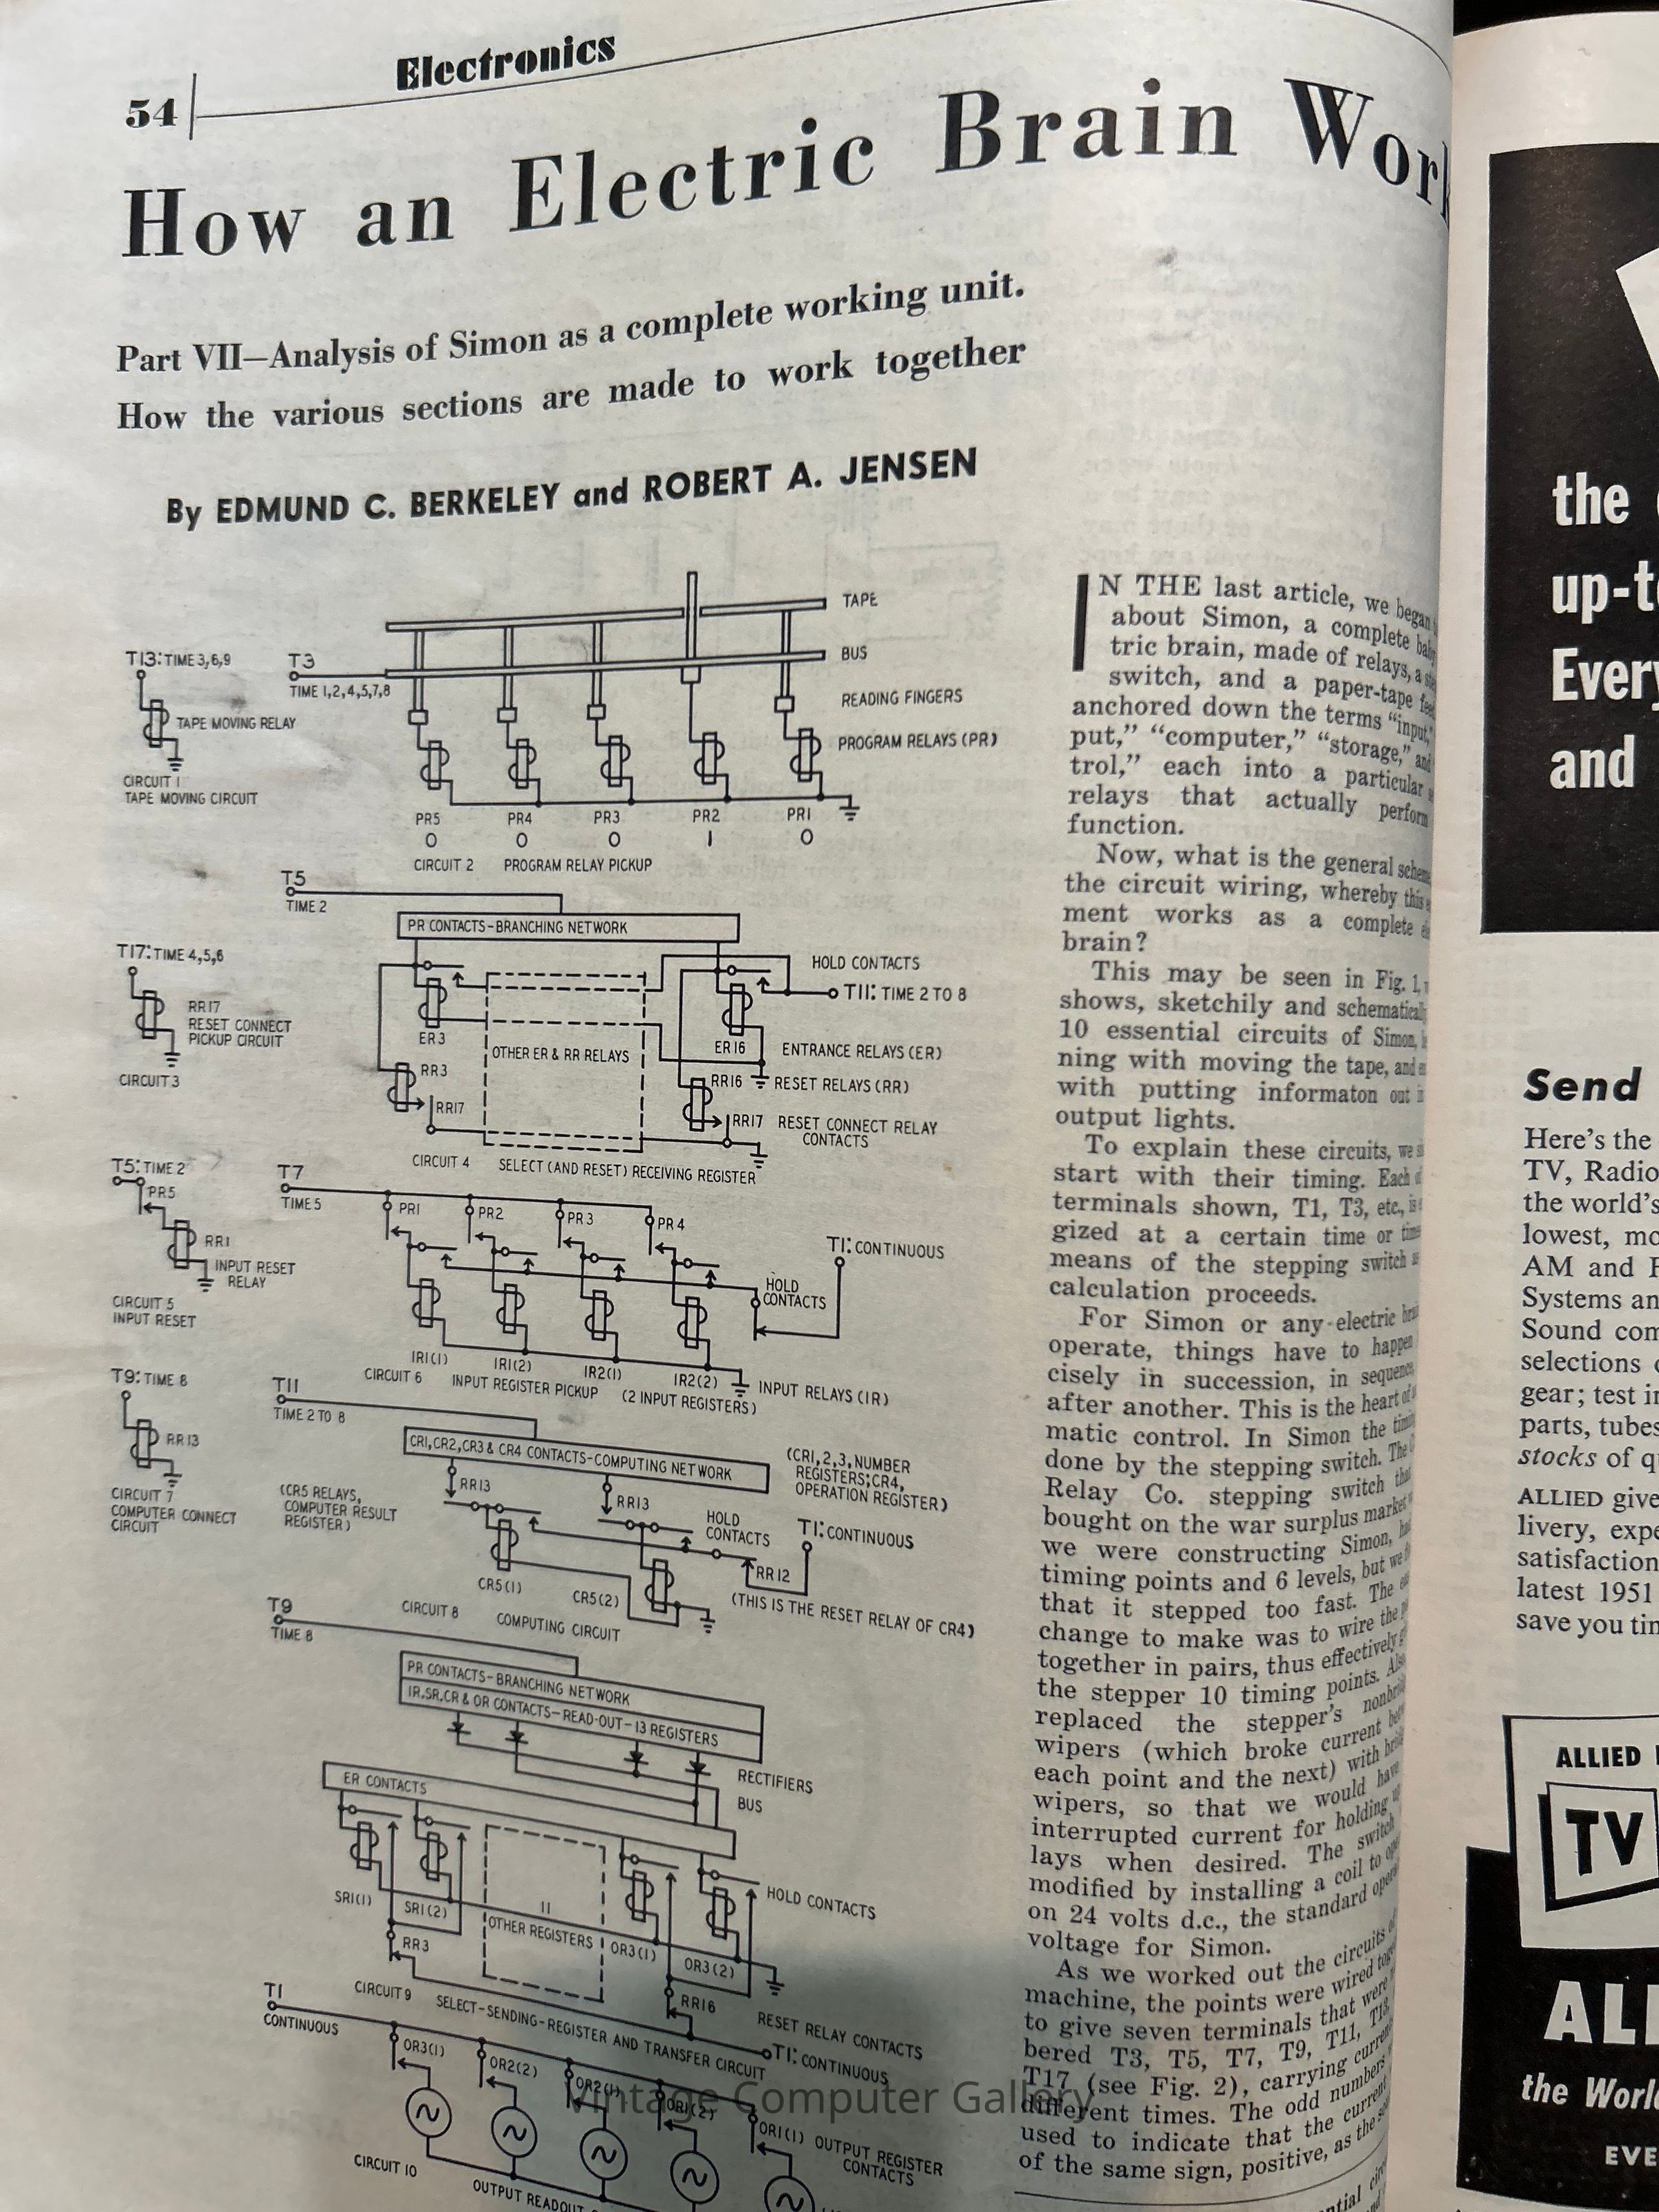 Electronics
54
How an Electric Brain Wor
Part VII—Analysis of Simon as a complete working unit.
How the various sections are made to work together
By EDMUND C. BERKELEY and ROBERT A. JENSEN
TAPE
BUS
READING FINGERS
PROGRAM RELAYS (PR)
T13: TIME 3,6,9
TAPE MOVING RELAY
CIRCUIT 1
TAPE MOVING CIRCUIT
T3
TIME 1,2,4,5,7,8
PR5 PR4 PR3 PR2 PR1
0 0 0 1 0
CIRCUIT 2 PROGRAM RELAY PICKUP
T5
TIME 2
PR CONTACTS-BRANCHING NETWORK
T17: TIME 4,5,6
RR17
RESET CONNECT
PICKUP CIRCUIT
CIRCUIT 3
HOLD CONTACTS
T11: TIME 2 TO 8
ER3
OTHER ER & RR RELAYS
ER16
ENTRANCE RELAYS (ER)
RR3
RR16
RESET RELAYS (RR)
RR17
RR17
RESET CONNECT RELAY
CONTACTS
CIRCUIT 4 SELECT (AND RESET) RECEIVING REGISTER
T5: TIME 2
PR5
RR1
INPUT RESET
RELAY
CIRCUIT 5
INPUT RESET
T7
TIME 5
PR1 PR2 PR3 PR4
T1: CONTINUOUS
HOLD
CONTACTS
IR1(1) IR1(2) IR2(1) IR2(2)
INPUT RELAYS (IR)
CIRCUIT 6 INPUT REGISTER PICKUP (2 INPUT REGISTERS)
T9: TIME 8
RR13
CIRCUIT 7
COMPUTER CONNECT
CIRCUIT
T11
TIME 2 TO 8
CR1,CR2,CR3 & CR4 CONTACTS-COMPUTING NETWORK
(CR1,2,3,NUMBER
REGISTERS;CR4,
OPERATION REGISTER)
(CR5 RELAYS,
COMPUTER RESULT
REGISTER)
RR13
RR13
HOLD
CONTACTS
T1: CONTINUOUS
RR12
CR5(1)
CR5(2)
(THIS IS THE RESET RELAY OF CR4)
CIRCUIT 8 COMPUTING CIRCUIT
T9
TIME 8
PR CONTACTS-BRANCHING NETWORK
IR,SR,CR & OR CONTACTS-READ-OUT-13 REGISTERS
RECTIFIERS
BUS
ER CONTACTS
HOLD CONTACTS
SR1(1)
SR1(2)
11
OTHER REGISTERS
OR3(1)
OR3(2)
RR3
RR16
RESET RELAY CONTACTS
CIRCUIT 9 SELECT-SENDING-REGISTER AND TRANSFER CIRCUIT
T1: CONTINUOUS
T1
CONTINUOUS
OR3(1)
OR2(2)
OR2(1)
OR1(2)
OR1(1)
OUTPUT REGISTER
CONTACTS
CIRCUIT 10
OUTPUT READOUT
IN THE last article, we began
about Simon, a complete
tric brain, made of relays, a
switch, and a paper-tape
anchored down the terms "input,"
put," "computer," "storage," and
trol," each into a particular
relays that actually perform
function.
Now, what is the general scheme
the circuit wiring, whereby this
ment works as a complete
brain?
This may be seen in Fig. 1,
shows, sketchily and schematically
10 essential circuits of Simon,
ning with moving the tape, and
with putting informaton out
output lights.
To explain these circuits, we
start with their timing. Each
terminals shown, T1, T3, etc., is
gized at a certain time or
means of the stepping switch
calculation proceeds.
For Simon or any electric
operate, things have to happen
cisely in succession, in sequence
after another. This is the heart of
matic control. In Simon the
done by the stepping switch. The
Relay Co. stepping switch that
bought on the war surplus market
we were constructing Simon,
timing points and 6 levels, but we
that it stepped too fast. The
change to make was to wire the
together in pairs, thus effectively
the stepper 10 timing points.
replaced the stepper's
wipers (which broke current
each point and the next) with
wipers, so that we would have
interrupted current for holding
lays when desired. The switch
modified by installing a coil to
on 24 volts d.c., the standard
voltage for Simon.
As we worked out the circuits
machine, the points were wired
to give seven terminals that were
bered T3, T5, T7, T9, T11, T13,
T17 (see Fig. 2), carrying
different times. The odd numbers
used to indicate that the current
of the same sign, positive, as the
the
up-t
Every
and
Send
Here's the
TV, Radio
the world's
lowest, mo
AM and F
Systems an
Sound com
selections
gear; test in
parts, tubes
stocks of q
ALLIED give
livery, expe
satisfaction
latest 1951
save you tim
ALLIED
TV
ALL
the World
EVE
Vintage Computer Gallery